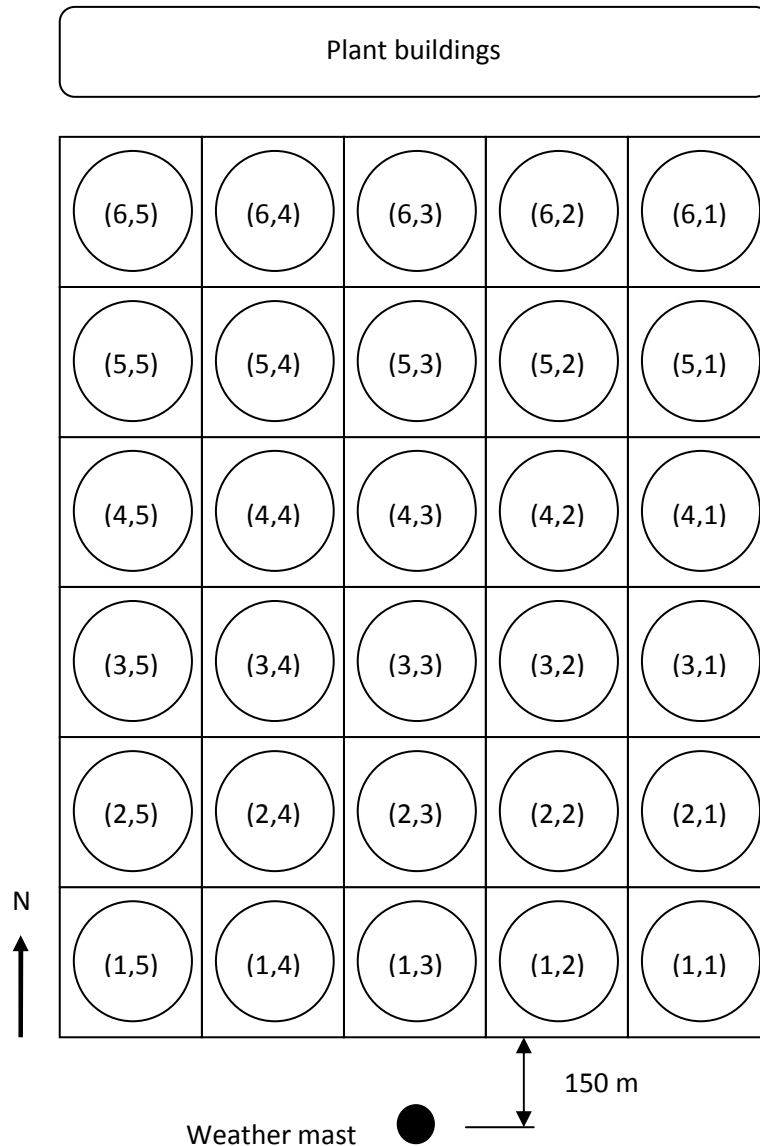 Plant buildings
(6,5) (6,4) (6,3) (6,2) (6,1)
(5,5) (5,4) (5,3) (5,2) (5,1)
(4,5) (4,4) (4,3) (4,2) (4,1)
(3,5) (3,4) (3,3) (3,2) (3,1)
(2,5) (2,4) (2,3) (2,2) (2,1)
N
(1,5) (1,4) (1,3) (1,2) (1,1)
150 m
Weather mast